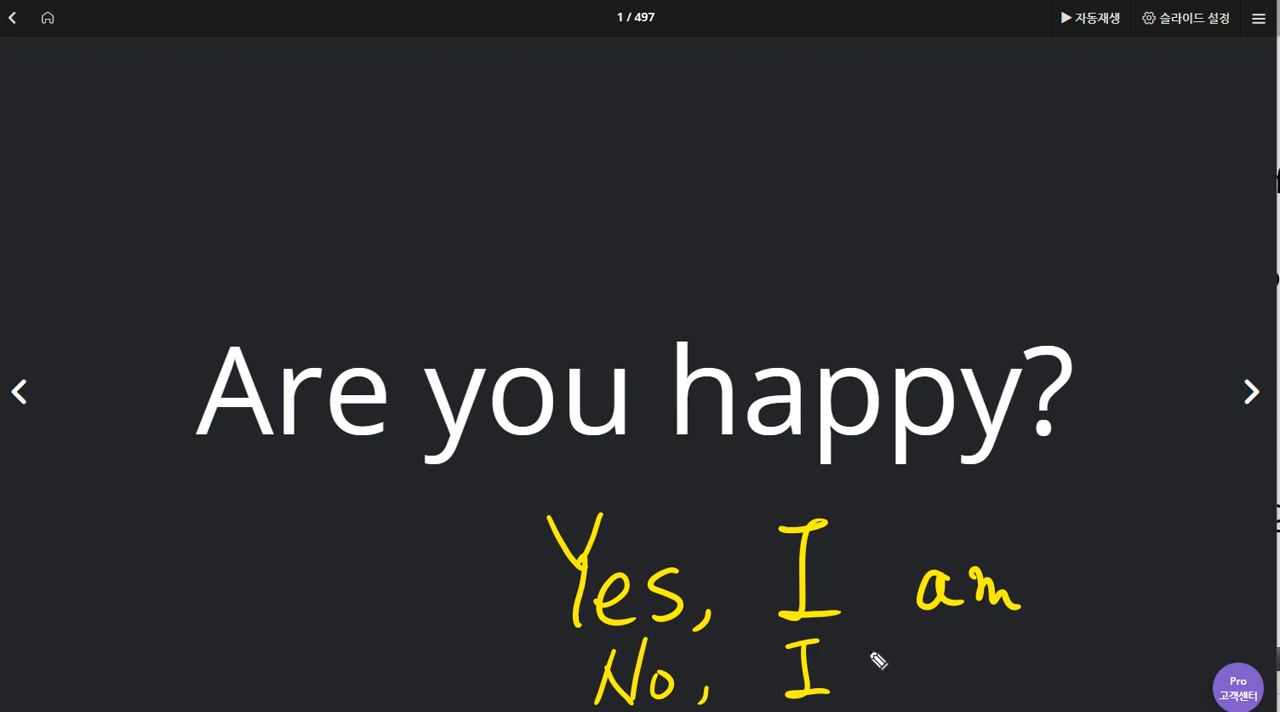 1 / 497
자동재생
슬라이드 설정
Are you happy?
Yes, I am
No, I
Pro
고객센터